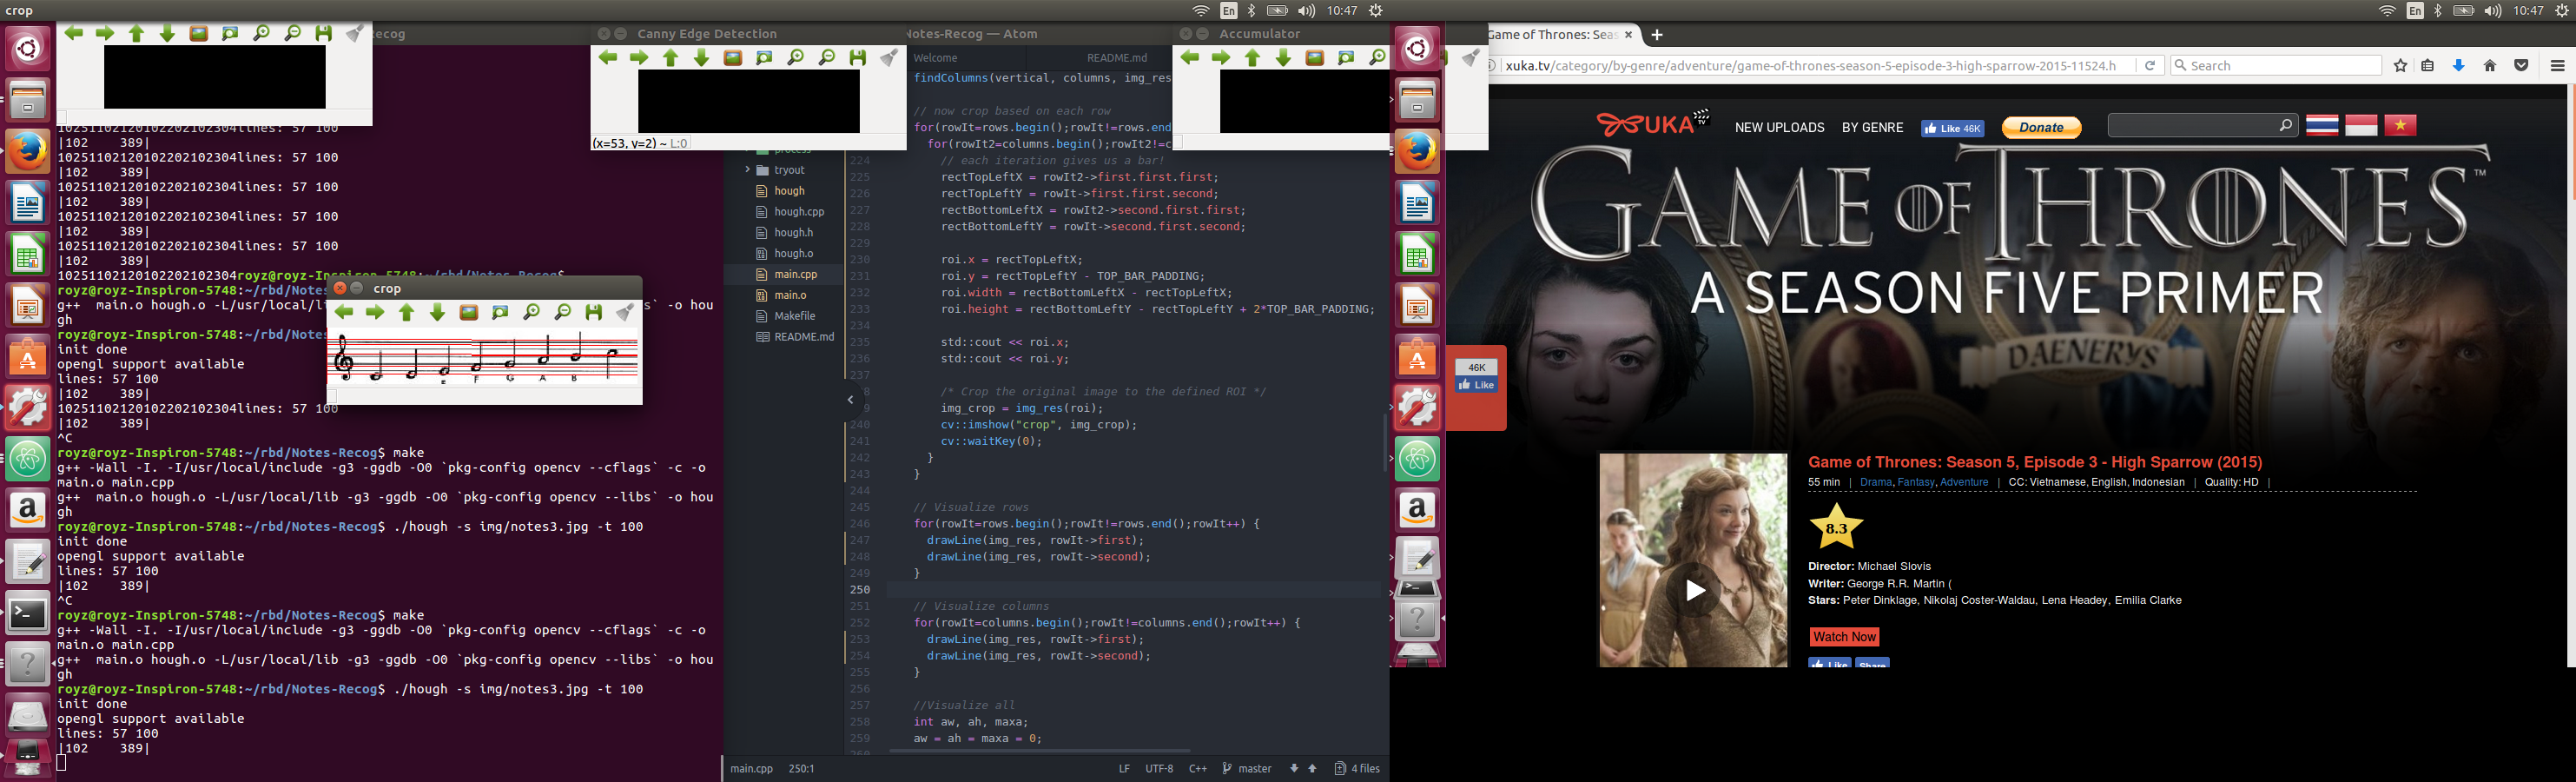 crop
En
10:47
En
10:47
-Recog
Canny Edge Detection
Notes-Recog — Atom
Accumulator
Game of Thrones: Seas
xuka.tv/category/by-genre/adventure/game-of-thrones-season-5-episode-3-high-sparrow-2015-11524.h
Search
(x=53, y=2) ~ L:0
102511021201022202102304lines: 57 100
|102    389|
102511021201022202102304lines: 57 100
|102    389|
102511021201022202102304lines: 57 100
|102    389|
102511021201022202102304lines: 57 100
|102    389|
102511021201022202102304lines: 57 100
|102    389|
102511021201022202102304royz@royz-Inspiron-5748:~/rbd/Notes-Recog$
royz@royz-Inspiron-5748:~/rbd/Notes-
g++  main.o hough.o -L/usr/local/li
s` -o hou
gh
royz@royz-Inspiron-5748:~/rbd/Notes-
init done
opengl support available
lines: 57 100
|102    389|
102511021201022202102304lines: 57 100
|102    389|
^C
royz@royz-Inspiron-5748:~/rbd/Notes-Recog$ make
g++ -Wall -I. -I/usr/local/include -g3 -ggdb -O0 `pkg-config opencv --cflags` -c -o
main.o main.cpp
g++  main.o hough.o -L/usr/local/lib -g3 -ggdb -O0 `pkg-config opencv --libs` -o hou
gh
royz@royz-Inspiron-5748:~/rbd/Notes-Recog$ ./hough -s img/notes3.jpg -t 100
init done
opengl support available
lines: 57 100
|102    389|
^C
royz@royz-Inspiron-5748:~/rbd/Notes-Recog$ make
g++ -Wall -I. -I/usr/local/include -g3 -ggdb -O0 `pkg-config opencv --cflags` -c -o
main.o main.cpp
g++  main.o hough.o -L/usr/local/lib -g3 -ggdb -O0 `pkg-config opencv --libs` -o hou
gh
royz@royz-Inspiron-5748:~/rbd/Notes-Recog$ ./hough -s img/notes3.jpg -t 100
init done
opengl support available
lines: 57 100
|102    389|
crop
E F G A B
process
tryout
hough
hough.cpp
hough.h
hough.o
main.cpp
main.o
Makefile
README.md
Welcome
README.md
findColumns(vertical, columns, img_res
// now crop based on each row
for(rowIt=rows.begin();rowIt!=rows.end
for(rowIt2=columns.begin();rowIt2!=c
224 // each iteration gives us a bar!
225 rectTopLeftX = rowIt2->first.first.first;
226 rectTopLeftY = rowIt->first.first.second;
227 rectBottomLeftX = rowIt2->second.first.first;
228 rectBottomLeftY = rowIt->second.first.second;
229
230 roi.x = rectTopLeftX;
231 roi.y = rectTopLeftY - TOP_BAR_PADDING;
232 roi.width = rectBottomLeftX - rectTopLeftX;
233 roi.height = rectBottomLeftY - rectTopLeftY + 2*TOP_BAR_PADDING;
234
235 std::cout << roi.x;
236 std::cout << roi.y;
237
8 /* Crop the original image to the defined ROI */
9 img_crop = img_res(roi);
240 cv::imshow("crop", img_crop);
241 cv::waitKey(0);
242 }
243 }
244
245 // Visualize rows
246 for(rowIt=rows.begin();rowIt!=rows.end();rowIt++) {
247 drawLine(img_res, rowIt->first);
248 drawLine(img_res, rowIt->second);
249 }
250
251 // Visualize columns
252 for(rowIt=columns.begin();rowIt!=columns.end();rowIt++) {
253 drawLine(img_res, rowIt->first);
254 drawLine(img_res, rowIt->second);
255 }
256
257 //Visualize all
258 int aw, ah, maxa;
259 aw = ah = maxa = 0;
main.cpp 250:1
LF UTF-8 C++ master 4 files
XUKA TV
NEW UPLOADS
BY GENRE
Like 46K
Donate
GAME OF THRONES™
A SEASON FIVE PRIMER
DAENERYS
46K
Like
Game of Thrones: Season 5, Episode 3 - High Sparrow (2015)
55 min | Drama, Fantasy, Adventure | CC: Vietnamese, English, Indonesian | Quality: HD |
8.3
Director: Michael Slovis
Writer: George R.R. Martin (
Stars: Peter Dinklage, Nikolaj Coster-Waldau, Lena Headey, Emilia Clarke
Watch Now
Like Share